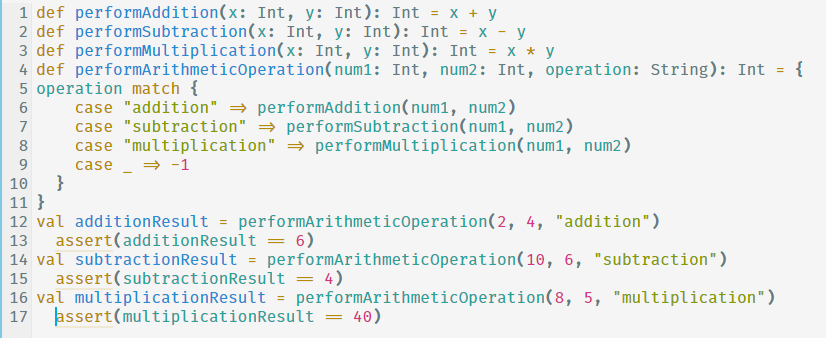 1 def performAddition(x: Int, y: Int): Int = x + y
2 def performSubtraction(x: Int, y: Int): Int = x - y
3 def performMultiplication(x: Int, y: Int): Int = x * y
4 def performArithmeticOperation(num1: Int, num2: Int, operation: String): Int = {
5 operation match {
6     case "addition" => performAddition(num1, num2)
7     case "subtraction" => performSubtraction(num1, num2)
8     case "multiplication" => performMultiplication(num1, num2)
9     case _ => -1
10   }
11 }
12 val additionResult = performArithmeticOperation(2, 4, "addition")
13   assert(additionResult == 6)
14 val subtractionResult = performArithmeticOperation(10, 6, "subtraction")
15   assert(subtractionResult == 4)
16 val multiplicationResult = performArithmeticOperation(8, 5, "multiplication")
17   assert(multiplicationResult == 40)